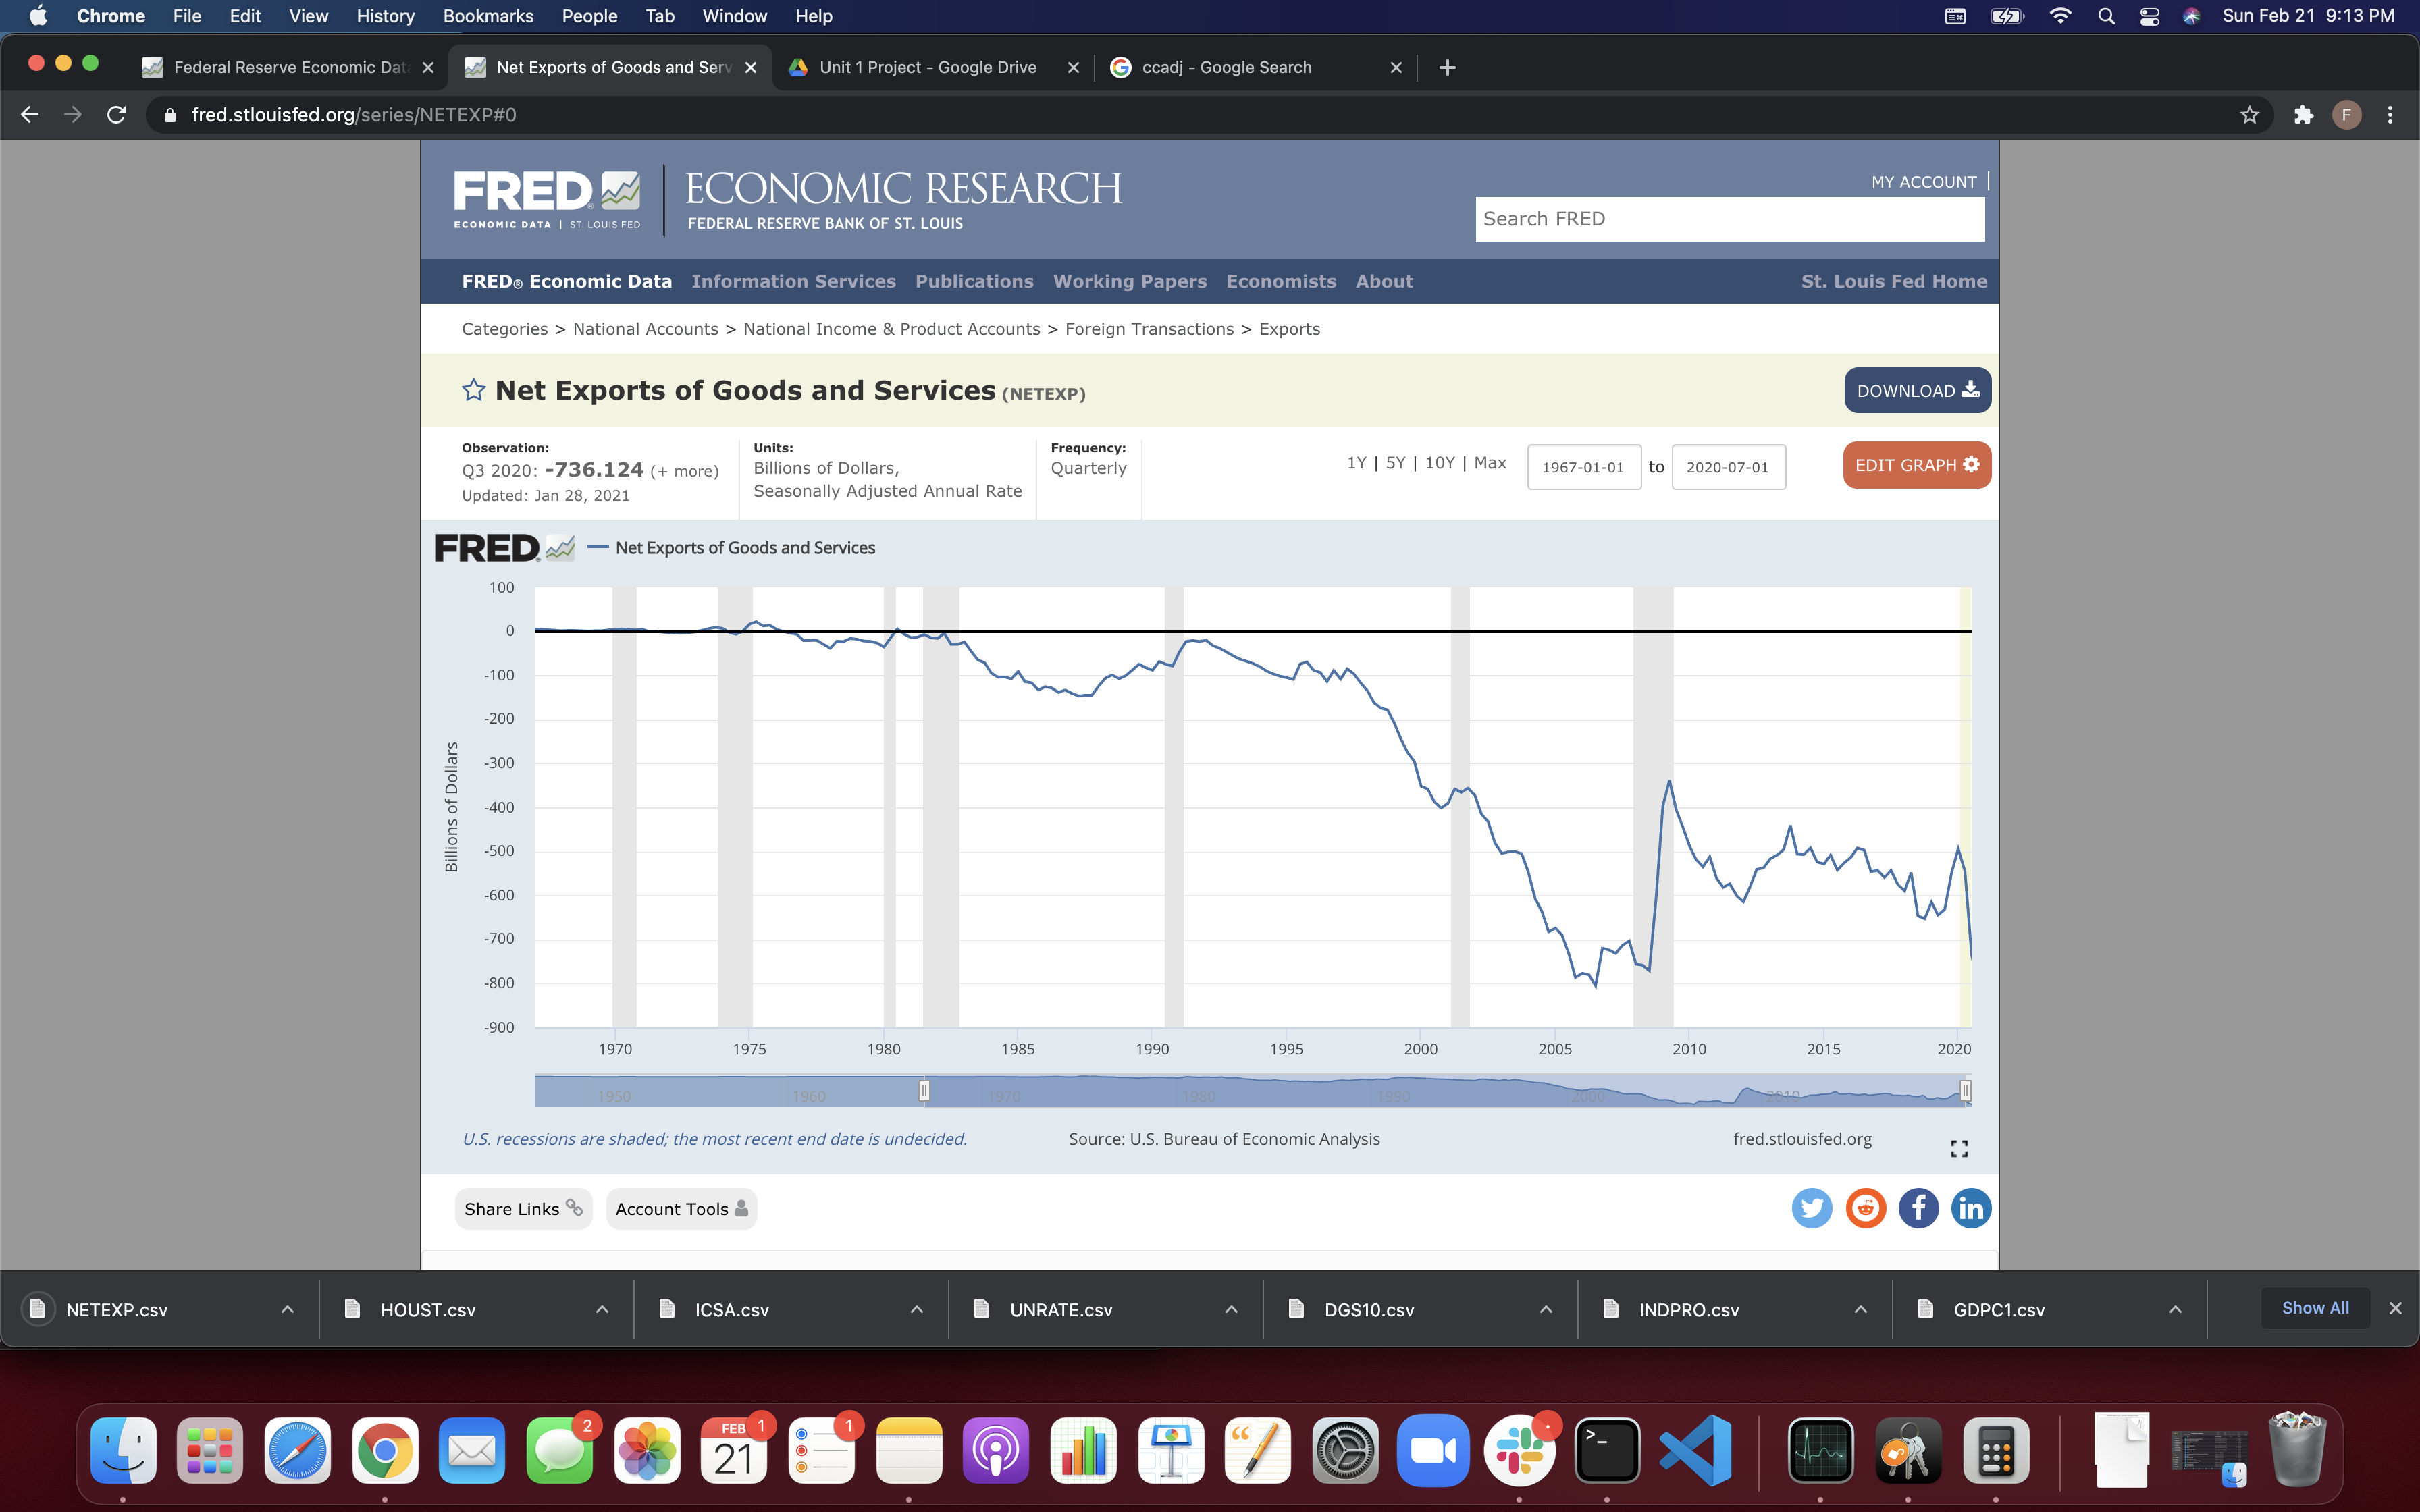 Chrome File Edit View History Bookmarks People Tab Window Help Sun Feb 21 9:13 PM
Federal Reserve Economic Dat Net Exports of Goods and Serv Unit 1 Project - Google Drive ccadj - Google Search
fred.stlouisfed.org/series/NETEXP#0 F
FRED® ECONOMIC RESEARCH
ECONOMIC DATA | ST. LOUIS FED FEDERAL RESERVE BANK OF ST. LOUIS
MY ACCOUNT
Search FRED
FRED® Economic Data Information Services Publications Working Papers Economists About St. Louis Fed Home
Categories > National Accounts > National Income & Product Accounts > Foreign Transactions > Exports
Net Exports of Goods and Services (NETEXP) DOWNLOAD
Observation:
Q3 2020: -736.124 (+ more)
Updated: Jan 28, 2021
Units:
Billions of Dollars,
Seasonally Adjusted Annual Rate
Frequency:
Quarterly
1Y | 5Y | 10Y | Max 1967-01-01 to 2020-07-01 EDIT GRAPH
FRED Net Exports of Goods and Services
Billions of Dollars
100
0
-100
-200
-300
-400
-500
-600
-700
-800
-900
1970 1975 1980 1985 1990 1995 2000 2005 2010 2015 2020
1950 1960 1970 1980 1990 2000 2010
U.S. recessions are shaded; the most recent end date is undecided. Source: U.S. Bureau of Economic Analysis fred.stlouisfed.org
Share Links Account Tools
NETEXP.csv HOUST.csv ICSA.csv UNRATE.csv DGS10.csv INDPRO.csv GDPC1.csv Show All
2 FEB 21 1 1